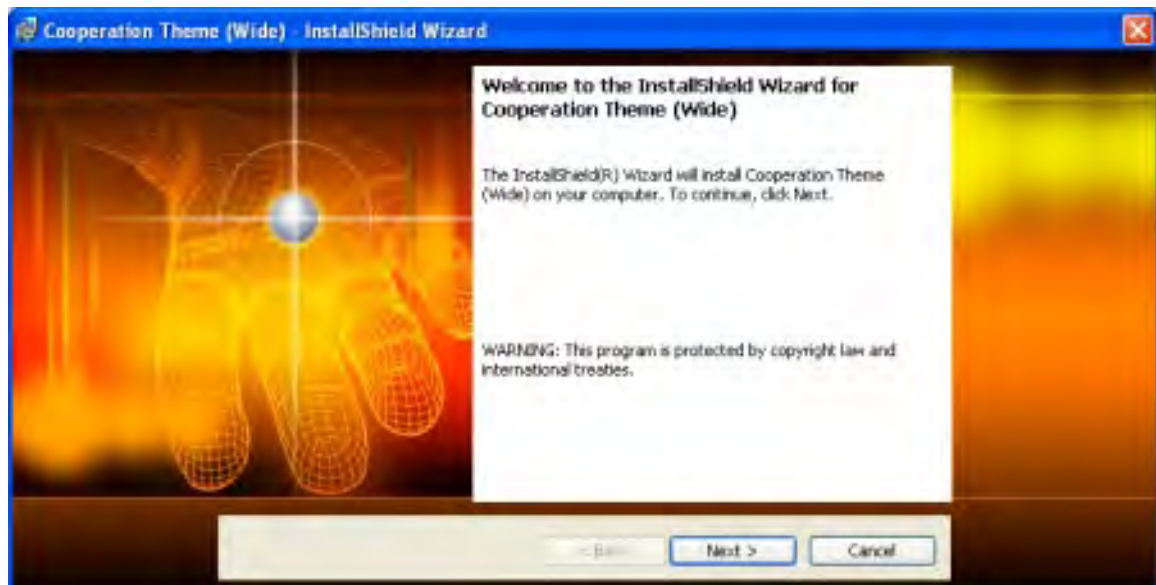 Cooperation Theme (Wide) - InstallShield Wizard
Welcome to the InstallShield Wizard for
Cooperation Theme (Wide)
The InstallShield(R) Wizard will install Cooperation Theme
(Wide) on your computer. To continue, click Next.
WARNING: This program is protected by copyright law and
international treaties.
< Back
Next >
Cancel